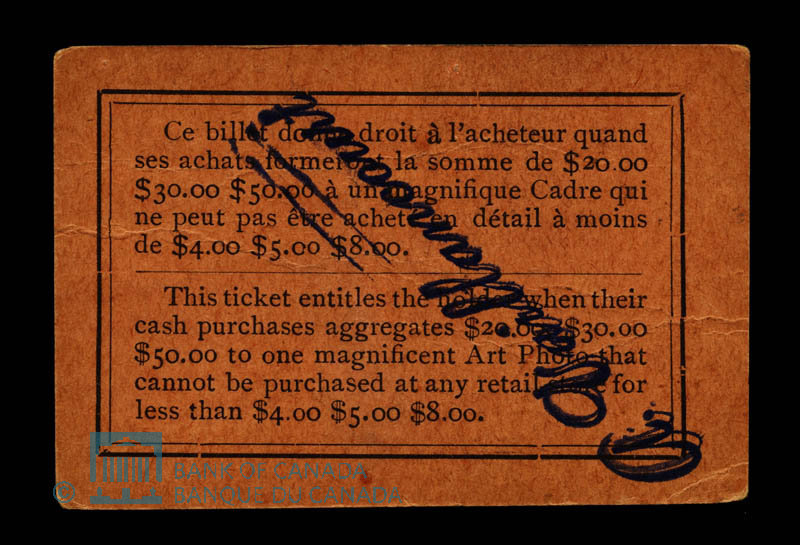 Ce billet donne droit à l'acheteur quand
ses achats formeront la somme de $20.00
$30.00 $50.00 à un magnifique Cadre qui
ne peut pas être acheté en détail à moins
de $4.00 $5.00 $8.00.
This ticket entitles the holder when their
cash purchases aggregates $20.00 $30.00
$50.00 to one magnificent Art Photo that
cannot be purchased at any retail store for
less than $4.00 $5.00 $8.00.
© BANK OF CANADA
BANQUE DU CANADA